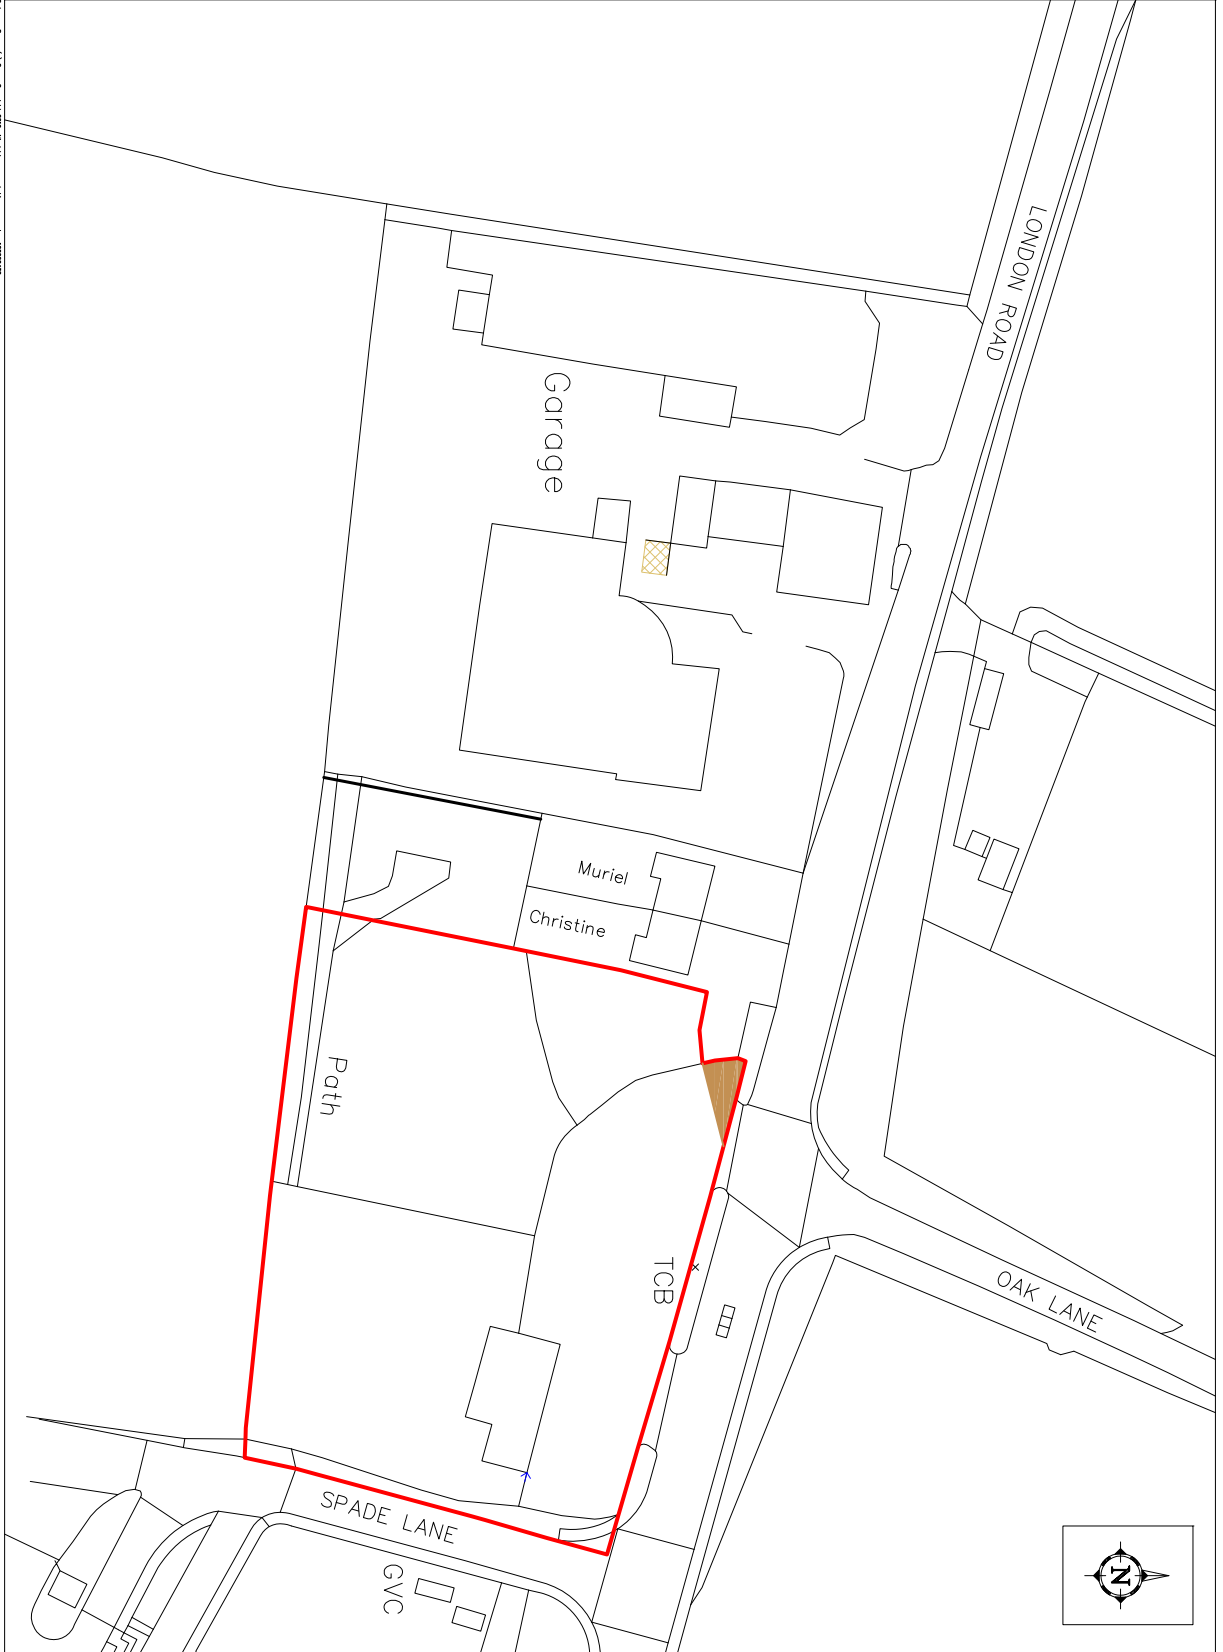 LONDON ROAD
Garage
Muriel
Christine
Path
TCB
OAK LANE
SPADE LANE
GVC
N